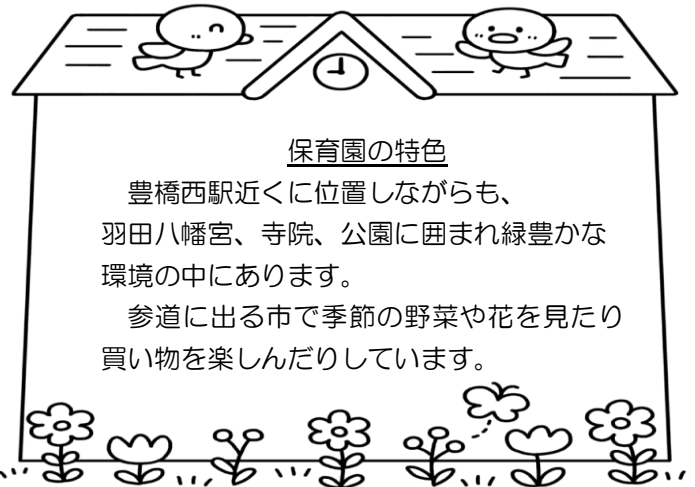 保育園の特色
　豊橋西駅近くに位置しながらも、
羽田八幡宮、寺院、公園に囲まれ緑豊かな
環境の中にあります。
　参道に出る市で季節の野菜や花を見たり
買い物を楽しんだりしています。